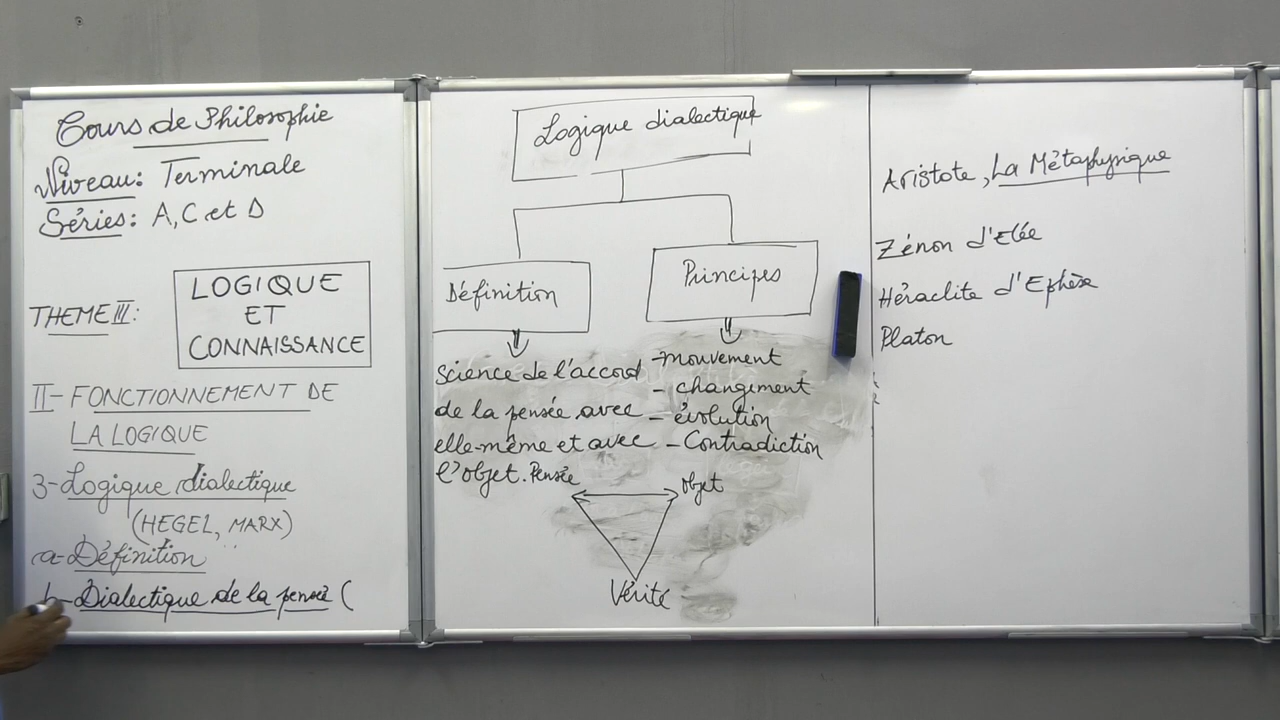 Cours de Philosophie
Niveau: Terminale
Séries: A, C et D
THEME III:
LOGIQUE
ET
CONNAISSANCE
II- FONCTIONNEMENT DE
LA LOGIQUE
3-Logique dialectique
(HEGEL, MARX)
a-Définition
b-Dialectique de la pensée (
Logique dialectique
Définition
Science de l'accord
de la pensée avec
elle-même et avec
l'objet.
Principes
-mouvement
- changement
- évolution
- Contradiction
Pensée
objet
Vérité
Aristote, La Métaphysique
Zénon d'Elée
Héraclite d'Ephèse
Platon